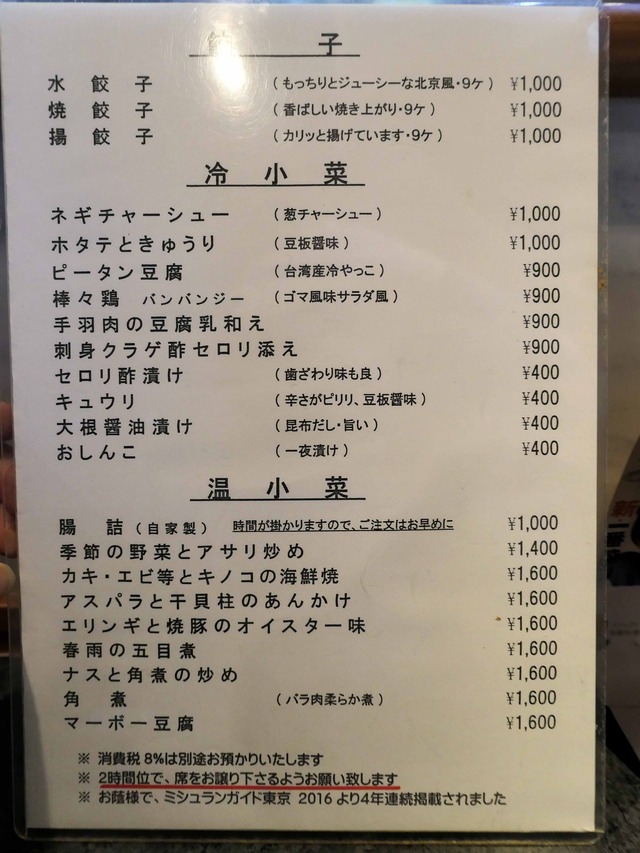 子
水餃子 （もっちりとジューシーな北京風・9ケ） ¥1,000
焼餃子 （香ばしい焼き上がり・9ケ） ¥1,000
揚餃子 （カリッと揚げています・9ケ） ¥1,000
冷小菜
ネギチャーシュー （葱チャーシュー） ¥1,000
ホタテときゅうり （豆板醤味） ¥1,000
ピータン豆腐 （台湾産冷やっこ） ¥900
棒々鶏 バンバンジー （ゴマ風味サラダ風） ¥900
手羽肉の豆腐乳和え ¥900
刺身クラゲ酢セロリ添え ¥900
セロリ酢漬け （歯ざわり味も良） ¥400
キュウリ （辛さがピリリ、豆板醤味） ¥400
大根醤油漬け （昆布だし・旨い） ¥400
おしんこ （一夜漬け） ¥400
温小菜
腸詰（自家製） 時間が掛かりますので、ご注文はお早めに ¥1,000
季節の野菜とアサリ炒め ¥1,400
カキ・エビ等とキノコの海鮮焼 ¥1,600
アスパラと干貝柱のあんかけ ¥1,600
エリンギと焼豚のオイスター味 ¥1,600
春雨の五目煮 ¥1,600
ナスと角煮の炒め ¥1,600
角煮 （バラ肉柔らか煮） ¥1,600
マーボー豆腐 ¥1,600
※ 消費税 8%は別途お預かりいたします
※ 2時間位で、席をお譲り下さるようお願い致します
※ お蔭様で、ミシュランガイド東京 2016 より4年連続掲載されました